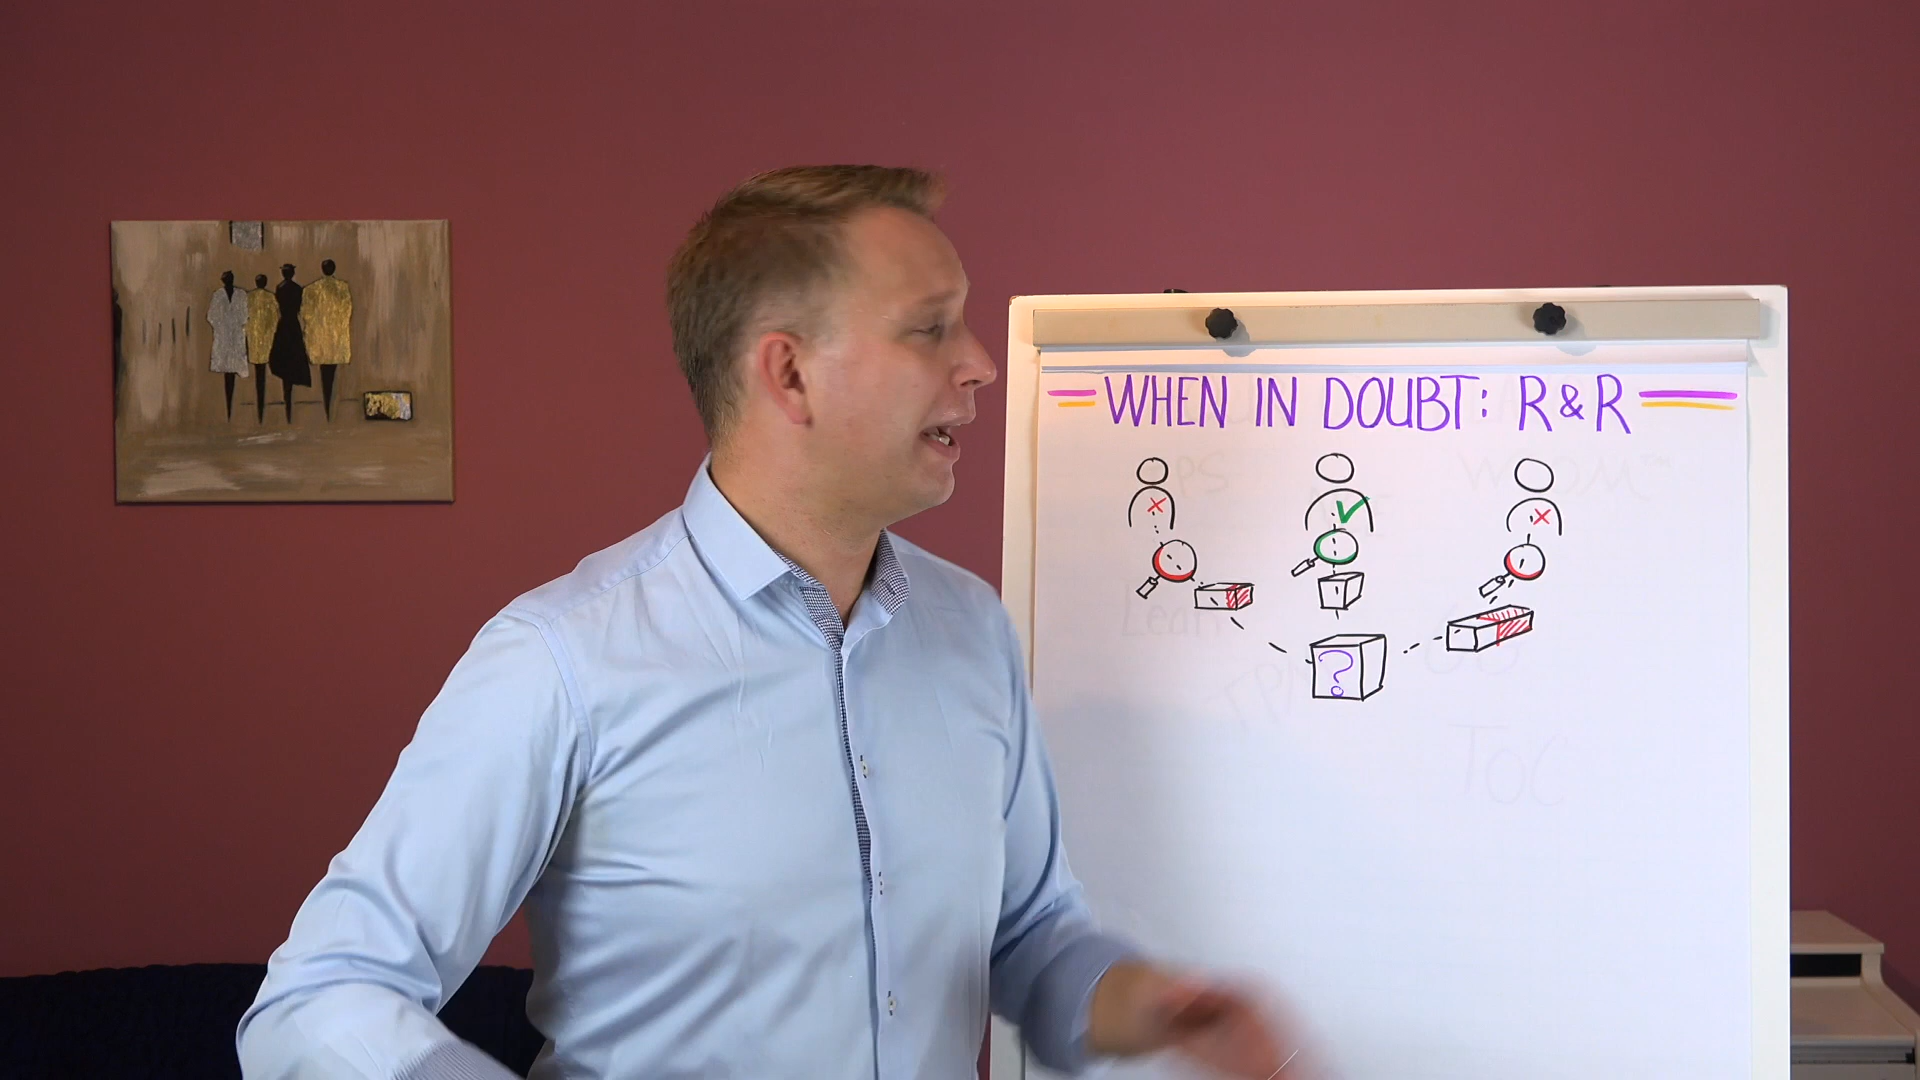 WHEN IN DOUBT: R & R
?